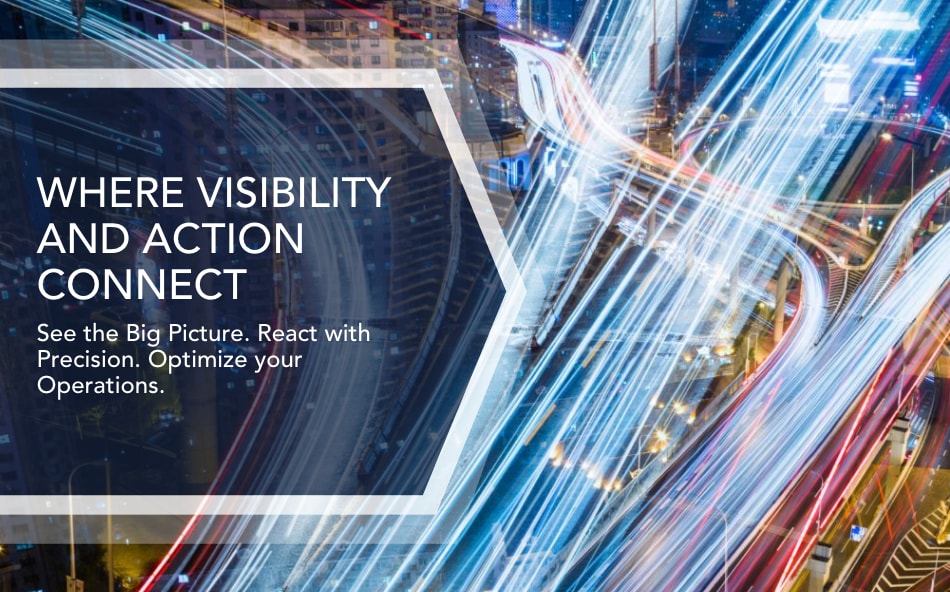 WHERE VISIBILITY
AND ACTION
CONNECT
See the Big Picture. React with
Precision. Optimize your
Operations.